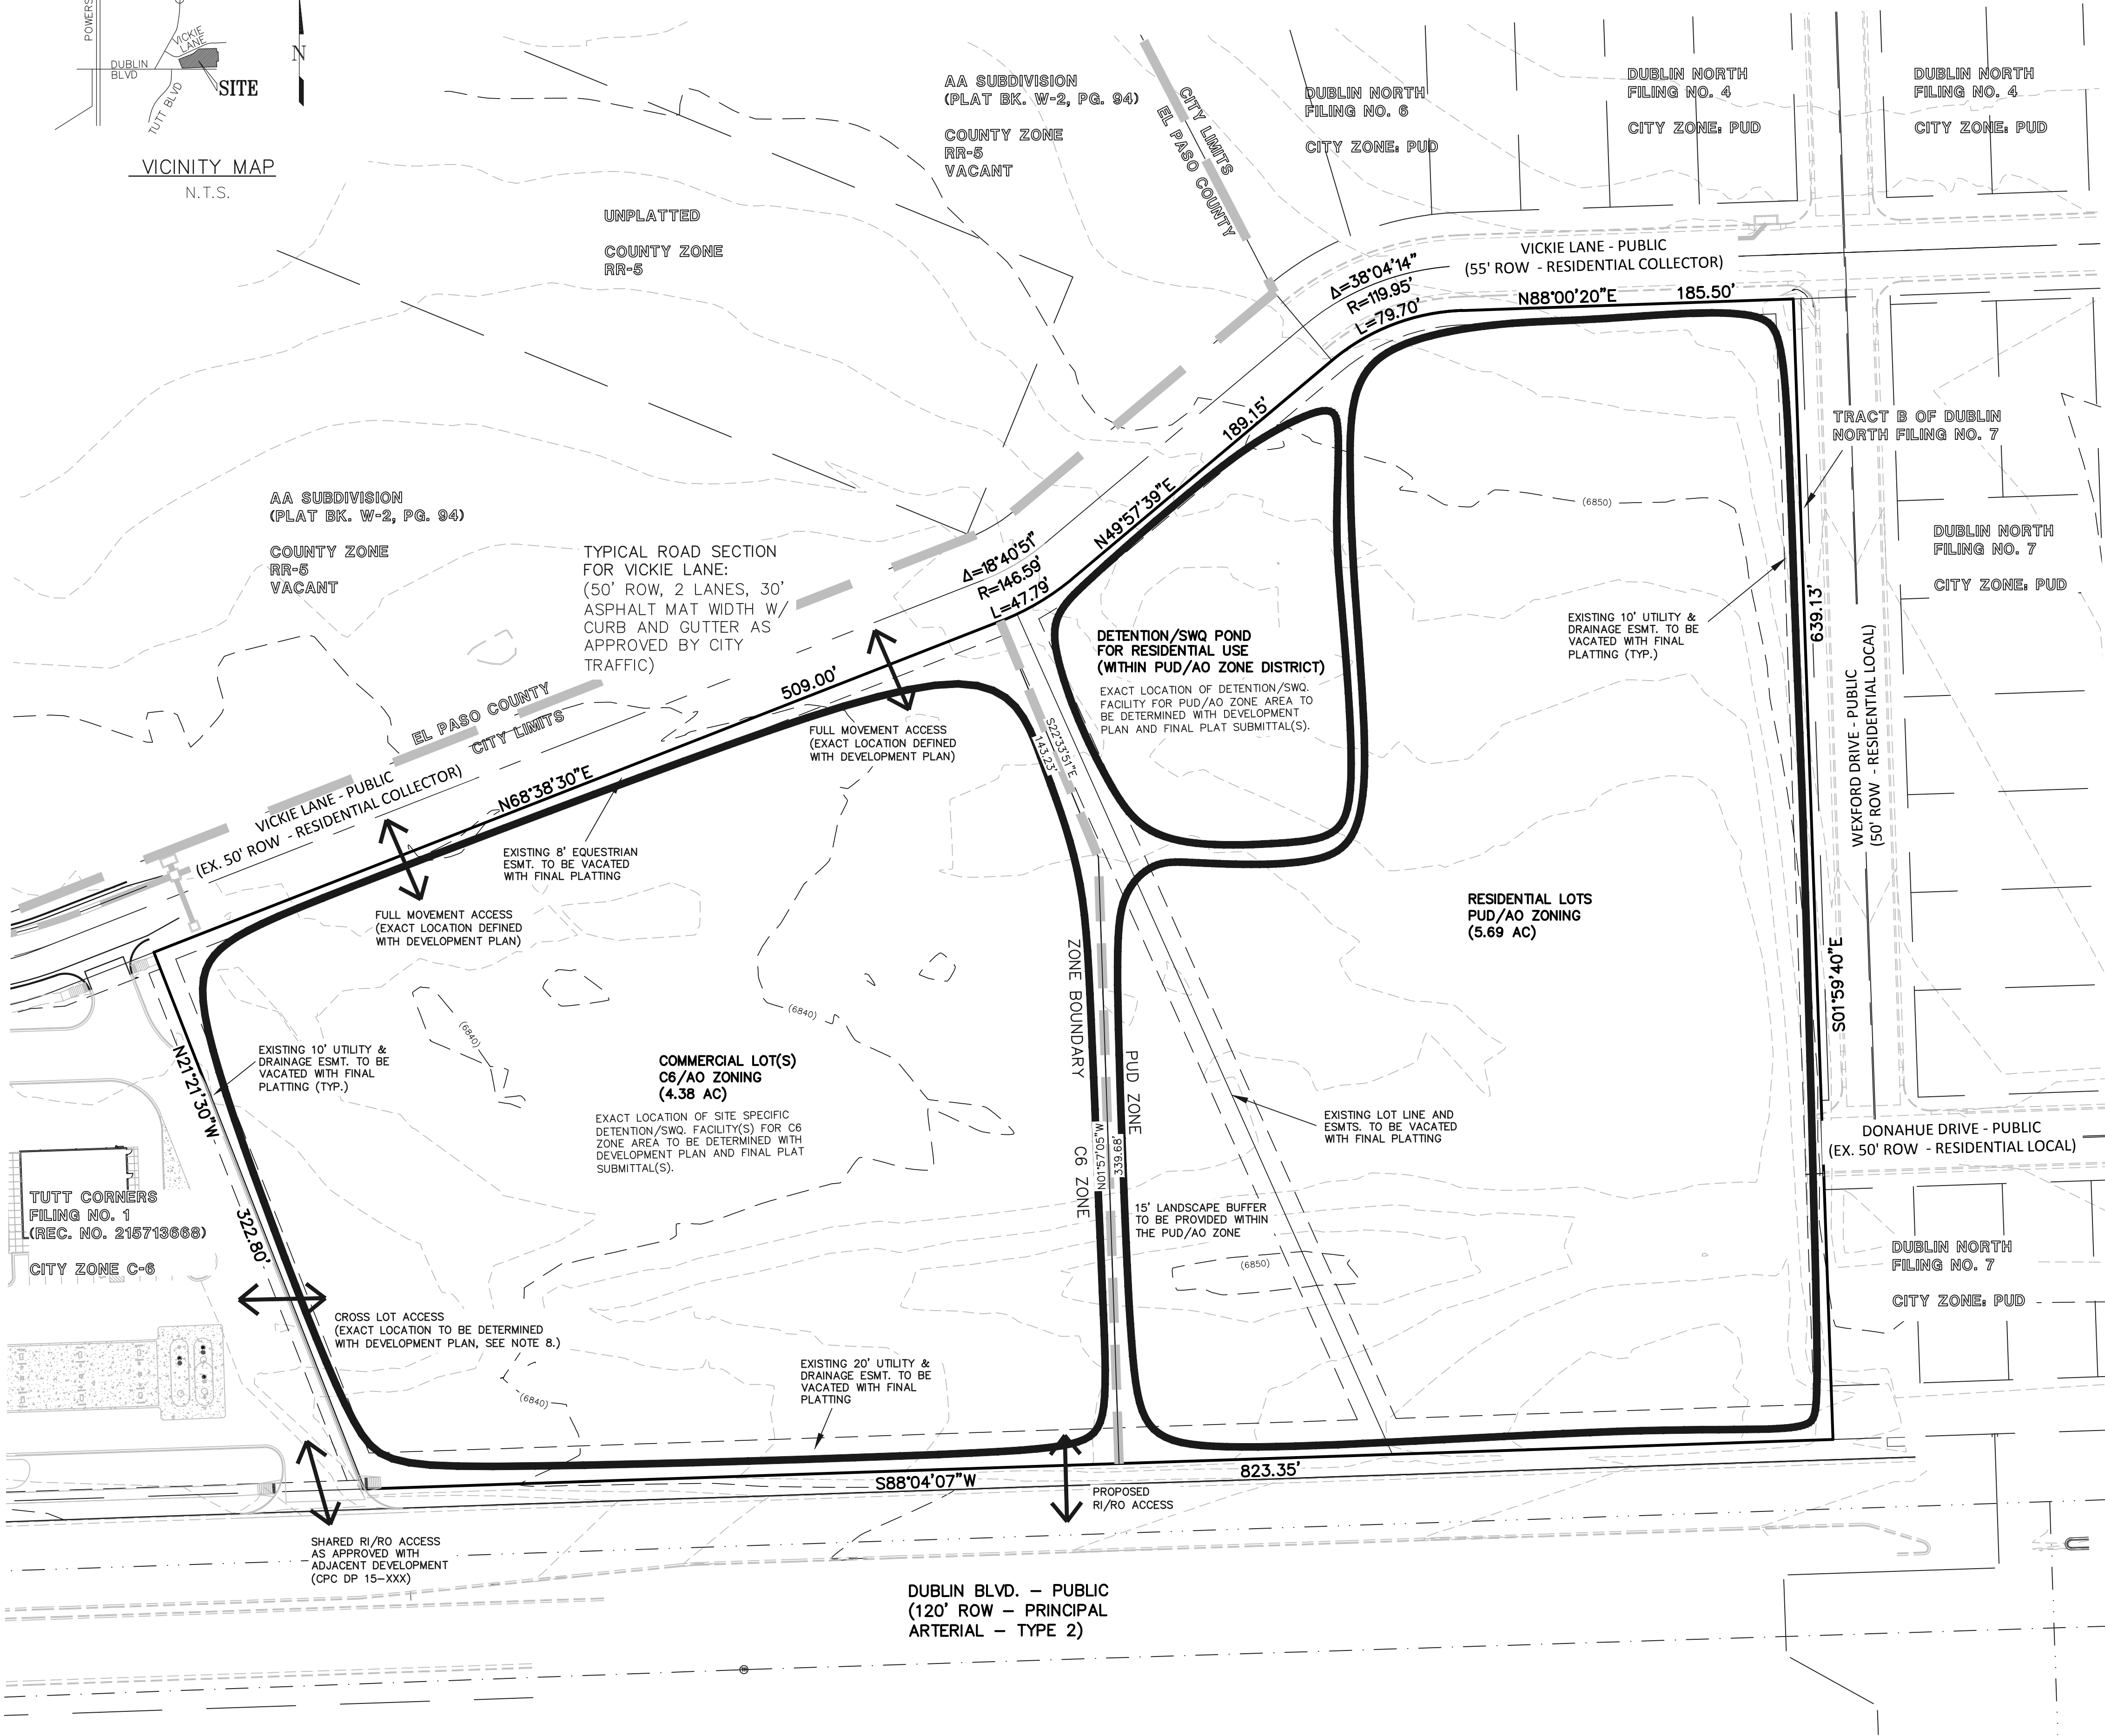 POWERS
VICKIE
LANE
DUBLIN
BLVD
TUTT BLVD
SITE
N
VICINITY MAP
N.T.S.
AA SUBDIVISION
(PLAT BK. W-2, PG. 94)
COUNTY ZONE
RR-5
VACANT
CITY LIMITS
EL PASO COUNTY
DUBLIN NORTH
FILING NO. 6
CITY ZONE: PUD
DUBLIN NORTH
FILING NO. 4
CITY ZONE: PUD
DUBLIN NORTH
FILING NO. 4
CITY ZONE: PUD
UNPLATTED
COUNTY ZONE
RR-5
VICKIE LANE - PUBLIC
(55' ROW - RESIDENTIAL COLLECTOR)
Δ=38°04'14"
R=119.95'
L=79.70'
N88°00'20"E 185.50'
TRACT B OF DUBLIN
NORTH FILING NO. 7
189.15'
N49°57'39"E
(6850)
AA SUBDIVISION
(PLAT BK. W-2, PG. 94)
COUNTY ZONE
RR-5
VACANT
TYPICAL ROAD SECTION
FOR VICKIE LANE:
(50' ROW, 2 LANES, 30'
ASPHALT MAT WIDTH W/
CURB AND GUTTER AS
APPROVED BY CITY
TRAFFIC)
Δ=18°40'51"
R=146.59'
L=47.79'
DUBLIN NORTH
FILING NO. 7
CITY ZONE: PUD
EXISTING 10' UTILITY &
DRAINAGE ESMT. TO BE
VACATED WITH FINAL
PLATTING (TYP.)
639.13'
S01°59'40"E
WEXFORD DRIVE - PUBLIC
(50' ROW - RESIDENTIAL LOCAL)
DETENTION/SWQ POND
FOR RESIDENTIAL USE
(WITHIN PUD/AO ZONE DISTRICT)
EXACT LOCATION OF DETENTION/SWQ.
FACILITY FOR PUD/AO ZONE AREA TO
BE DETERMINED WITH DEVELOPMENT
PLAN AND FINAL PLAT SUBMITTAL(S).
S22°33'51"E
143.23'
509.00'
N68°38'30"E
EL PASO COUNTY
CITY LIMITS
FULL MOVEMENT ACCESS
(EXACT LOCATION DEFINED
WITH DEVELOPMENT PLAN)
VICKIE LANE - PUBLIC
(EX. 50' ROW - RESIDENTIAL COLLECTOR)
EXISTING 8' EQUESTRIAN
ESMT. TO BE VACATED
WITH FINAL PLATTING
FULL MOVEMENT ACCESS
(EXACT LOCATION DEFINED
WITH DEVELOPMENT PLAN)
RESIDENTIAL LOTS
PUD/AO ZONING
(5.69 AC)
ZONE BOUNDARY
C6 ZONE
PUD ZONE
N01°57'05"W
339.68'
(6840)
(6840)
EXISTING 10' UTILITY &
DRAINAGE ESMT. TO BE
VACATED WITH FINAL
PLATTING (TYP.)
N21°21'30"W
322.80'
COMMERCIAL LOT(S)
C6/AO ZONING
(4.38 AC)
EXACT LOCATION OF SITE SPECIFIC
DETENTION/SWQ. FACILITY(S) FOR C6
ZONE AREA TO BE DETERMINED WITH
DEVELOPMENT PLAN AND FINAL PLAT
SUBMITTAL(S).
EXISTING LOT LINE AND
ESMTS. TO BE VACATED
WITH FINAL PLATTING
DONAHUE DRIVE - PUBLIC
(EX. 50' ROW - RESIDENTIAL LOCAL)
TUTT CORNERS
FILING NO. 1
(REC. NO. 215713668)
CITY ZONE C-6
15' LANDSCAPE BUFFER
TO BE PROVIDED WITHIN
THE PUD/AO ZONE
(6850)
DUBLIN NORTH
FILING NO. 7
CITY ZONE: PUD
CROSS LOT ACCESS
(EXACT LOCATION TO BE DETERMINED
WITH DEVELOPMENT PLAN, SEE NOTE 8.)
(6840)
EXISTING 20' UTILITY &
DRAINAGE ESMT. TO BE
VACATED WITH FINAL
PLATTING
S88°04'07"W
823.35'
PROPOSED
RI/RO ACCESS
SHARED RI/RO ACCESS
AS APPROVED WITH
ADJACENT DEVELOPMENT
(CPC DP 15-XXX)
DUBLIN BLVD. - PUBLIC
(120' ROW - PRINCIPAL
ARTERIAL - TYPE 2)